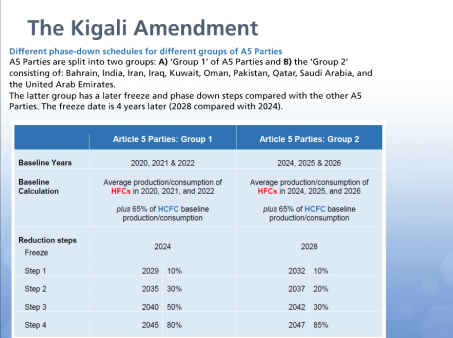 The Kigali Amendment
Different phase-down schedules for different groups of A5 Parties
A5 Parties are split into two groups: A) ‘Group 1’ of A5 Parties and B) the ‘Group 2’
consisting of: Bahrain, India, Iran, Iraq, Kuwait, Oman, Pakistan, Qatar, Saudi Arabia, and
the United Arab Emirates.
The latter group has a later freeze and phase down steps compared with the other A5
Parties. The freeze date is 4 years later (2028 compared with 2024).
Article 5 Parties: Group 1 Article 5 Parties: Group 2
Baseline Years 2020, 2021 & 2022 2024, 2025 & 2026
Baseline Average production/consumption of Average production/consumption of
Calculation HFCs in 2020, 2021, and 2022 HFCs in 2024, 2025, and 2026
plus 65% of HCFC baseline plus 65% of HCFC baseline
production/consumption production/consumption
Reduction steps
Freeze 2024 2028
Step 1 2029 10% 2032 10%
Step 2 2035 30% 2037 20%
Step 3 2040 50% 2042 30%
Step 4 2045 80% 2047 85%